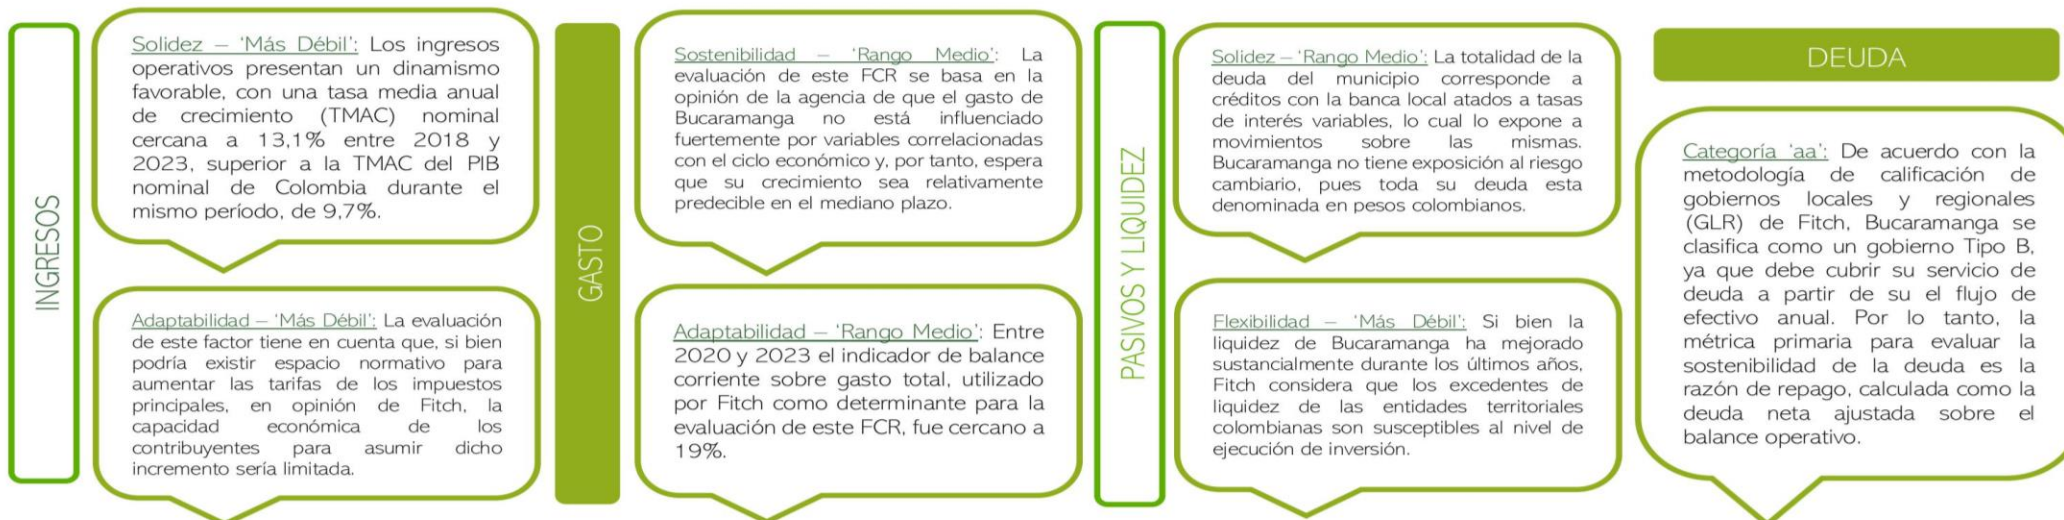 INGRESOS
Solidez – ‘Más Débil’: Los ingresos
operativos presentan un dinamismo
favorable, con una tasa media anual
de crecimiento (TMAC) nominal
cercana a 13,1% entre 2018 y
2023, superior a la TMAC del PIB
nominal de Colombia durante el
mismo período, de 9,7%.
Adaptabilidad – ‘Más Débil’: La evaluación
de este factor tiene en cuenta que, si bien
podría existir espacio normativo para
aumentar las tarifas de los impuestos
principales, en opinión de Fitch, la
capacidad económica de los
contribuyentes para asumir dicho
incremento sería limitada.
GASTO
Sostenibilidad – ‘Rango Medio’: La
evaluación de este FCR se basa en la
opinión de la agencia de que el gasto de
Bucaramanga no está influenciado
fuertemente por variables correlacionadas
con el ciclo económico y, por tanto, espera
que su crecimiento sea relativamente
predecible en el mediano plazo.
Adaptabilidad – ‘Rango Medio’: Entre
2020 y 2023 el indicador de balance
corriente sobre gasto total, utilizado
por Fitch como determinante para la
evaluación de este FCR, fue cercano a
19%.
PASIVOS Y LIQUIDEZ
Solidez – ‘Rango Medio’: La totalidad de la
deuda del municipio corresponde a
créditos con la banca local atados a tasas
de interés variables, lo cual lo expone a
movimientos sobre las mismas.
Bucaramanga no tiene exposición al riesgo
cambiario, pues toda su deuda esta
denominada en pesos colombianos.
Flexibilidad – ‘Más Débil’: Si bien la
liquidez de Bucaramanga ha mejorado
sustancialmente durante los últimos años,
Fitch considera que los excedentes de
liquidez de las entidades territoriales
colombianas son susceptibles al nivel de
ejecución de inversión.
DEUDA
Categoría ‘aa’: De acuerdo con la
metodología de calificación de
gobiernos locales y regionales
(GLR) de Fitch, Bucaramanga se
clasifica como un gobierno Tipo B,
ya que debe cubrir su servicio de
deuda a partir de su el flujo de
efectivo anual. Por lo tanto, la
métrica primaria para evaluar la
sostenibilidad de la deuda es la
razón de repago, calculada como la
deuda neta ajustada sobre el
balance operativo.